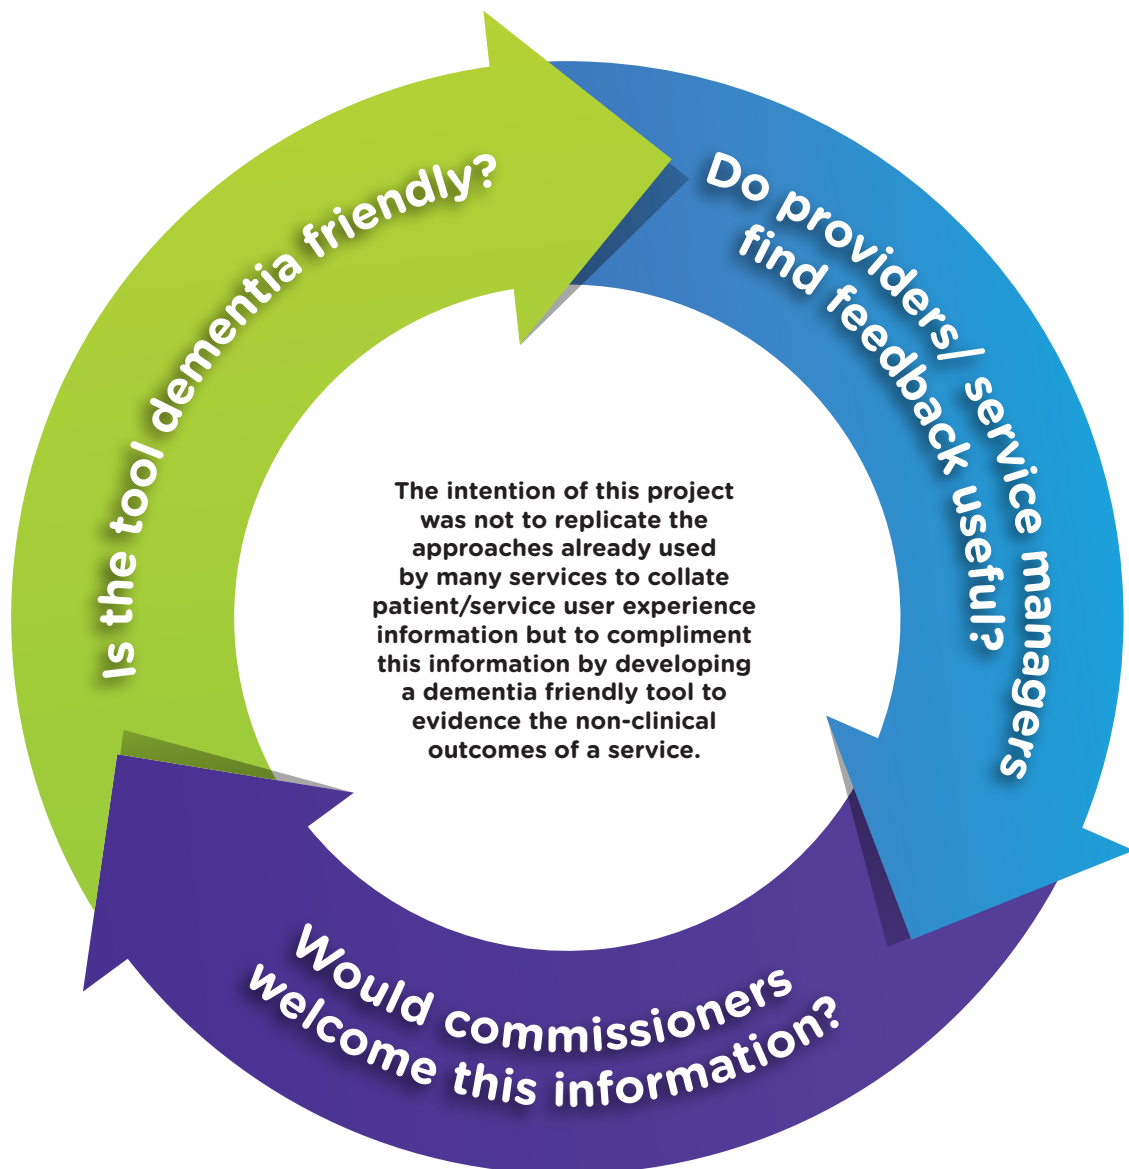 Is the tool dementia friendly?
Do providers/ service managers
find feedback useful?
Would commissioners
welcome this information?
The intention of this project
was not to replicate the
approaches already used
by many services to collate
patient/service user experience
information but to compliment
this information by developing
a dementia friendly tool to
evidence the non-clinical
outcomes of a service.